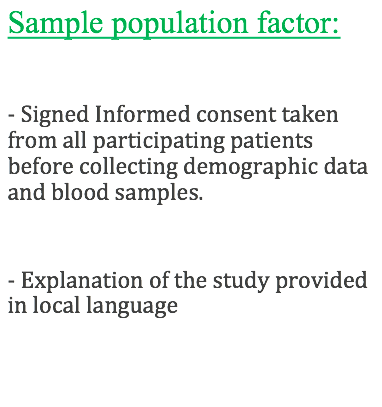 Sample population factor:
- Signed Informed consent taken
from all participating patients
before collecting demographic data
and blood samples.
- Explanation of the study provided
in local language